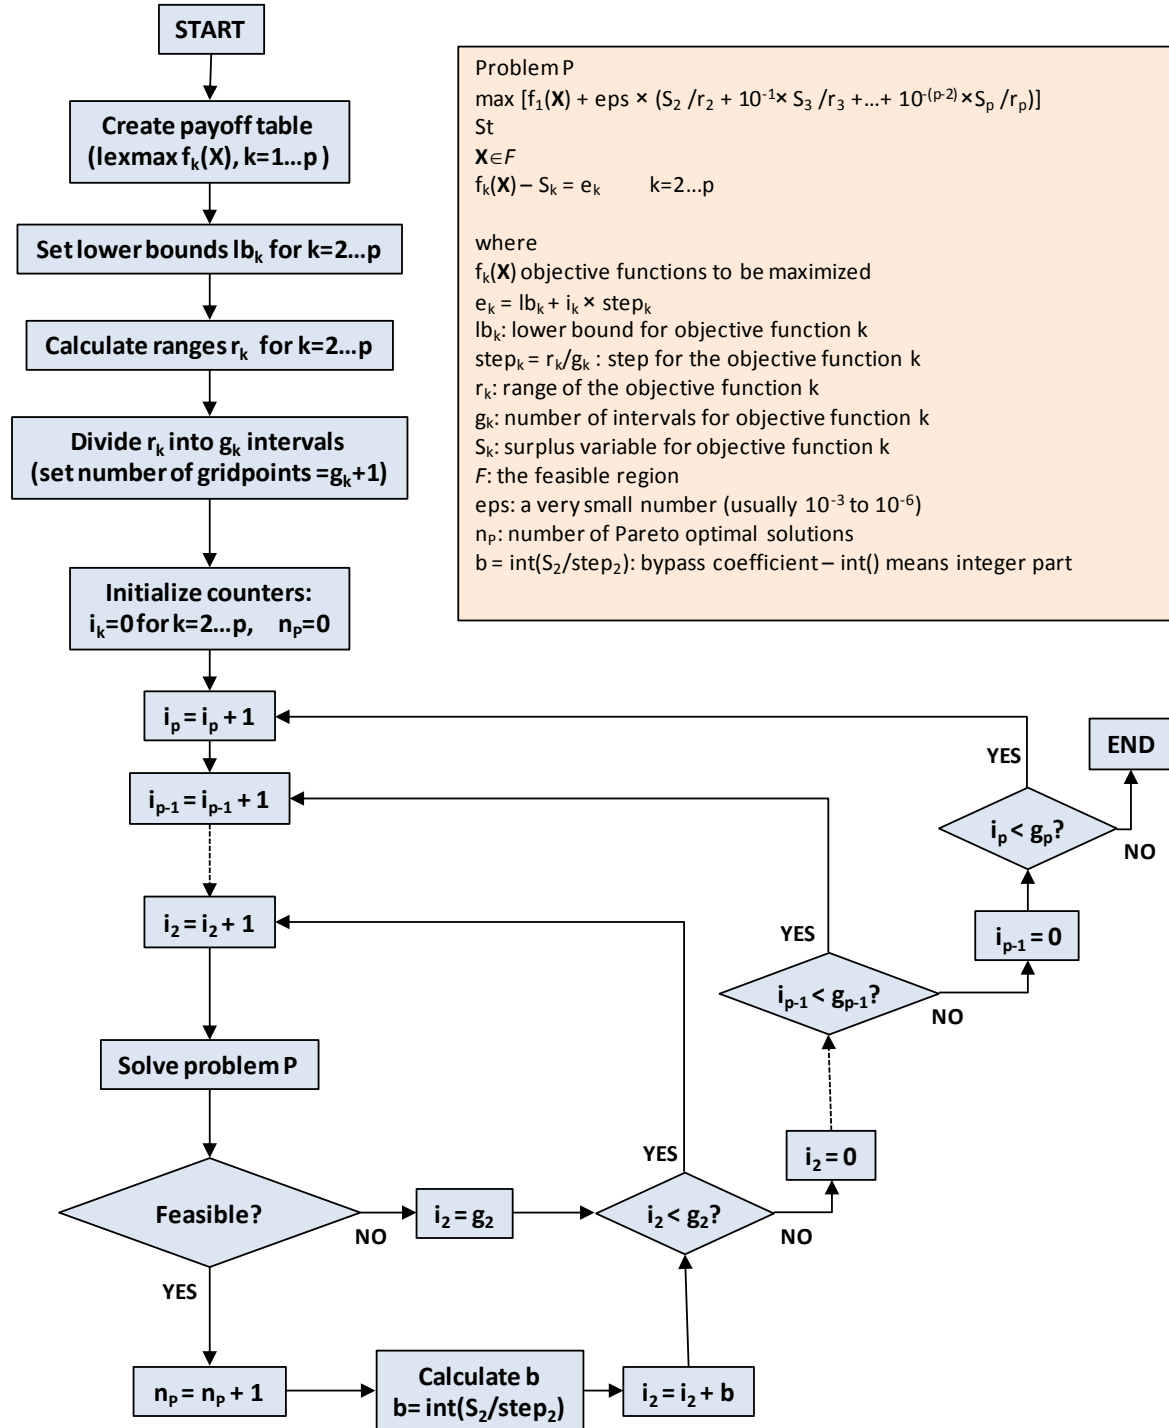 START
Create payoff table
(lexmax fₖ(X), k=1...p )
Set lower bounds lbₖ for k=2...p
Calculate ranges rₖ for k=2...p
Divide rₖ into gₖ intervals
(set number of gridpoints =gₖ+1)
Initialize counters:
iₖ=0 for k=2...p, nₚ=0
Problem P
max [f₁(X) + eps × (S₂ /r₂ + 10⁻¹× S₃ /r₃ +...+ 10⁻⁽ᵖ⁻²⁾ ×Sₚ /rₚ)]
St
X∈F
fₖ(X) – Sₖ = eₖ k=2...p
where
fₖ(X) objective functions to be maximized
eₖ = lbₖ + iₖ × stepₖ
lbₖ: lower bound for objective function k
stepₖ = rₖ/gₖ : step for the objective function k
rₖ: range of the objective function k
gₖ: number of intervals for objective function k
Sₖ: surplus variable for objective function k
F: the feasible region
eps: a very small number (usually 10⁻³ to 10⁻⁶)
nₚ: number of Pareto optimal solutions
b = int(S₂/step₂): bypass coefficient – int() means integer part
iₚ = iₚ + 1
iₚ₋₁ = iₚ₋₁ + 1
i₂ = i₂ + 1
Solve problem P
Feasible?
NO
YES
i₂ = g₂
nₚ = nₚ + 1
Calculate b
b= int(S₂/step₂)
i₂ = i₂ + b
i₂ < g₂?
YES
NO
i₂ = 0
iₚ₋₁ < gₚ₋₁?
YES
NO
iₚ₋₁ = 0
iₚ < gₚ?
YES
NO
END